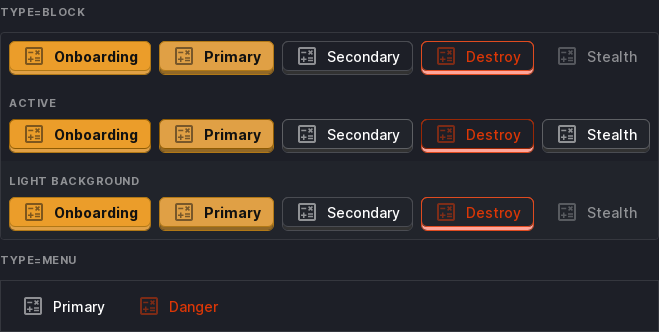 TYPE=BLOCK
Onboarding Primary Secondary Destroy Stealth
ACTIVE
Onboarding Primary Secondary Destroy Stealth
LIGHT BACKGROUND
Onboarding Primary Secondary Destroy Stealth
TYPE=MENU
Primary Danger